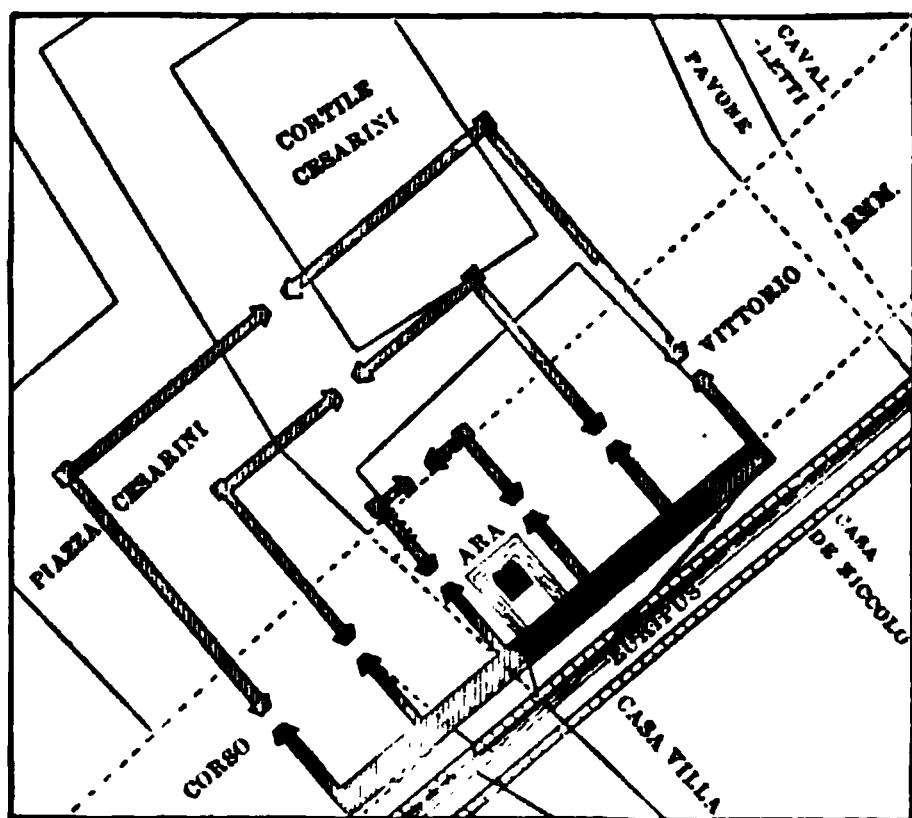 CORTILE
CESARINI
PAVONE
CAVAL
LETTI
CORSO
VITTORIO
EMM.
PIAZZA CESARINI
ARA
EURIPUS
CASA
DE NICCOLO
CASA VILLA